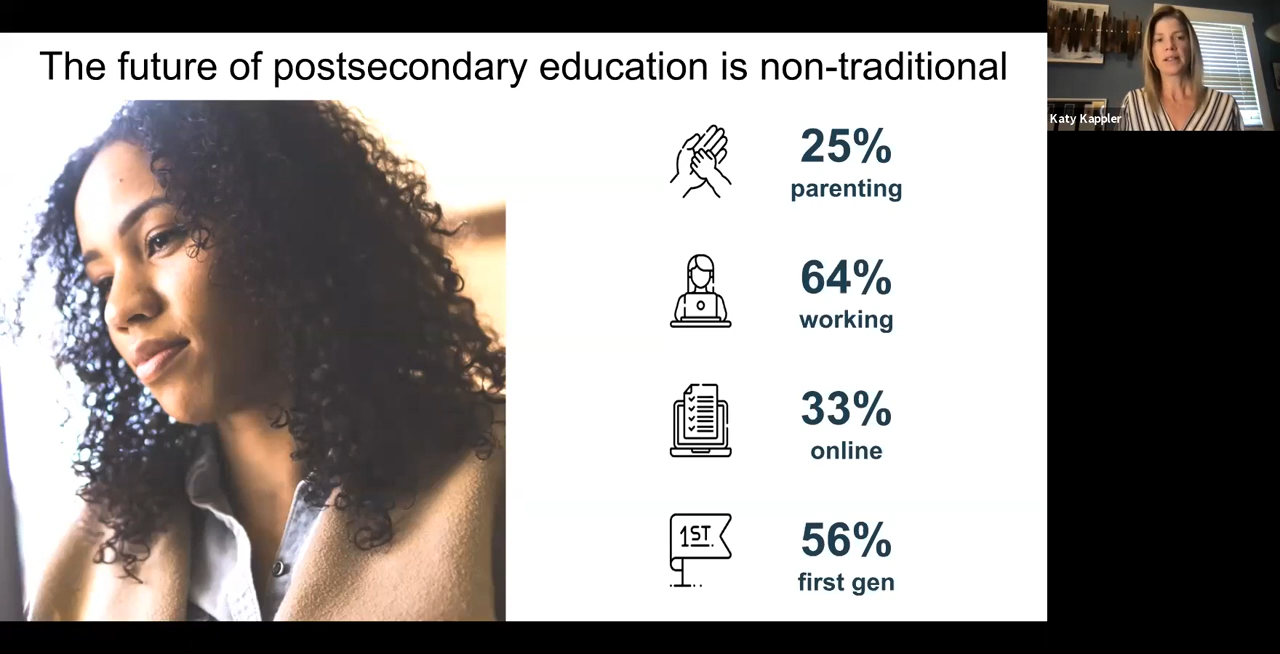 The future of postsecondary education is non-traditional
Katy Kappler
25%
parenting
64%
working
33%
online
1ST
56%
first gen